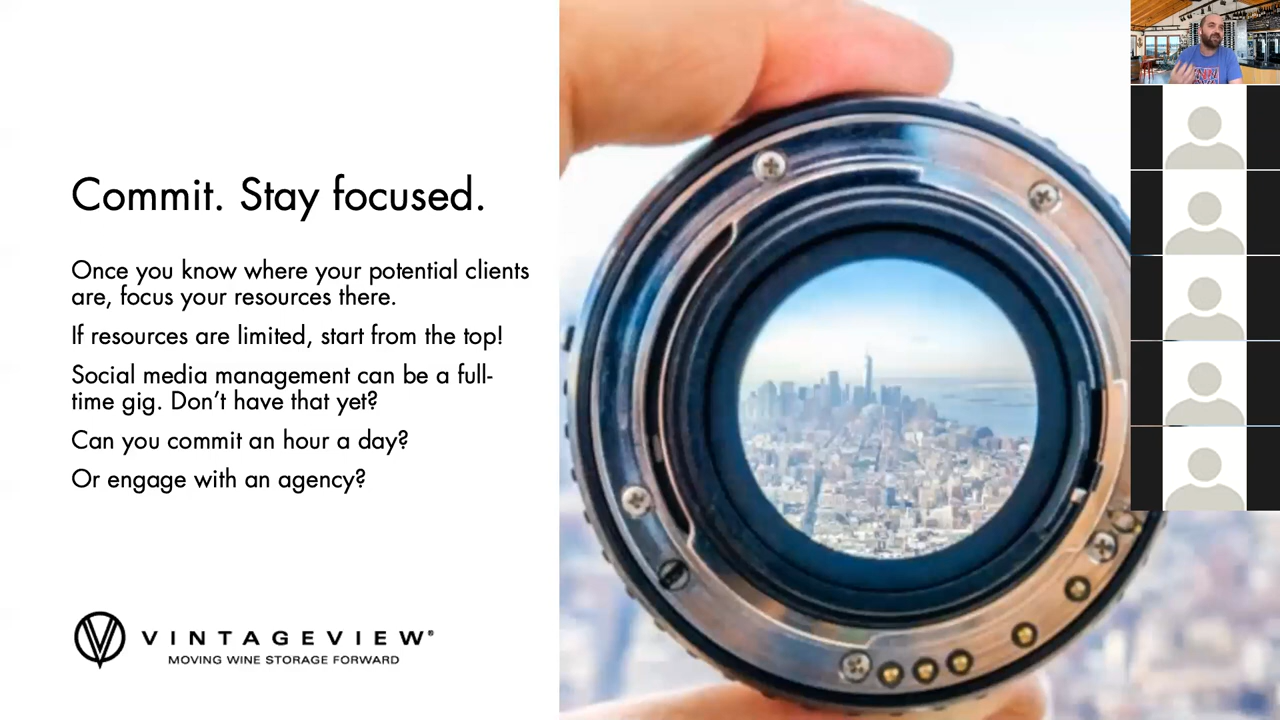 Commit. Stay focused.
Once you know where your potential clients
are, focus your resources there.
If resources are limited, start from the top!
Social media management can be a full-
time gig. Don’t have that yet?
Can you commit an hour a day?
Or engage with an agency?
VINTAGEVIEW®
MOVING WINE STORAGE FORWARD